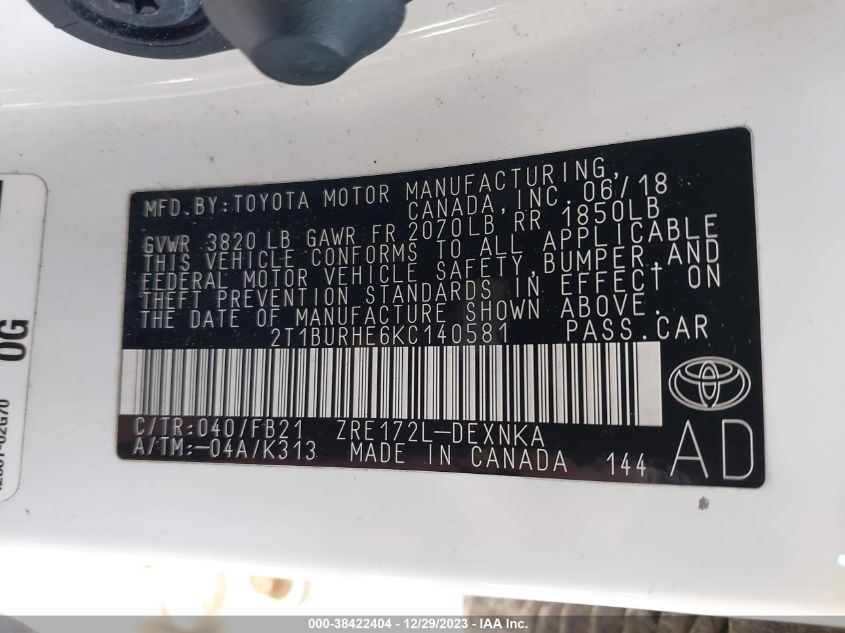 MFD.BY:TOYOTA MOTOR MANUFACTURING,
CANADA,INC. 06/18
GVWR 3820 LB GAWR FR 2070LB RR 1850LB
THIS VEHICLE CONFORMS TO ALL APPLICABLE
FEDERAL MOTOR VEHICLE SAFETY,BUMPER,AND
THEFT PREVENTION STANDARDS IN EFFECT ON
THE DATE OF MANUFACTURE SHOWN ABOVE.
2T1BURHE6KC140581 PASS.CAR
C/TR:040/FB21 ZRE172L-DEXNKA
A/TM:-04A/K313 MADE IN CANADA 144 AD
0G
000-38422404 - 12/29/2023 - IAA Inc.